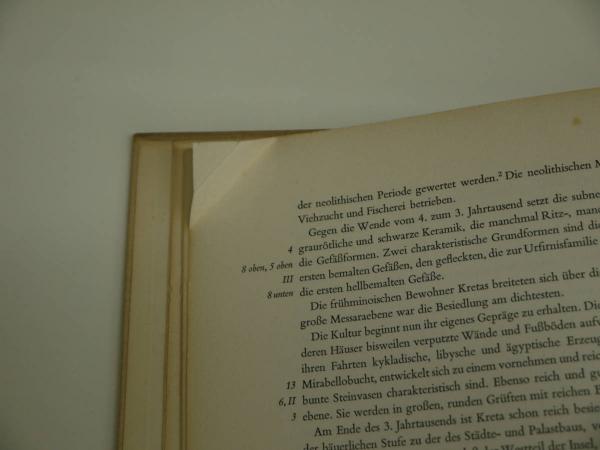 der neolithischen Periode gewertet werden.² Die neolithischen
Viehzucht und Fischerei betrieben.
Gegen die Wende vom 4. zum 3. Jahrtausend setzt die
4 graurötliche und schwarze Keramik, die manchmal Ritz-,
8 oben, 5 oben die Gefäßformen. Zwei charakteristische Grundformen sind die
III ersten bemalten Gefäßen, den gefleckten, die zur Urfirnisfamilie
8 unten die ersten hellbemalten Gefäße.
Die frühminoischen Bewohner Kretas breiteten sich über
große Messaraebene war die Besiedlung am dichtesten.
Die Kultur beginnt nun ihr eigenes Gepräge zu erhalten.
deren Häuser bisweilen verputzte Wände und Fußböden
ihren Fahrten kykladische, libysche und ägyptische
13 Mirabellobucht, entwickelt sich zu einem vornehmen und
6, II bunte Steinvasen charakteristisch sind. Ebenso reich und
3 ebene. Sie werden in großen, runden Grüften mit reichen
Am Ende des 3. Jahrtausends ist Kreta schon reich
der bäuerlichen Stufe zu der des Städte- und Palastbaus,
Westteil der Insel,